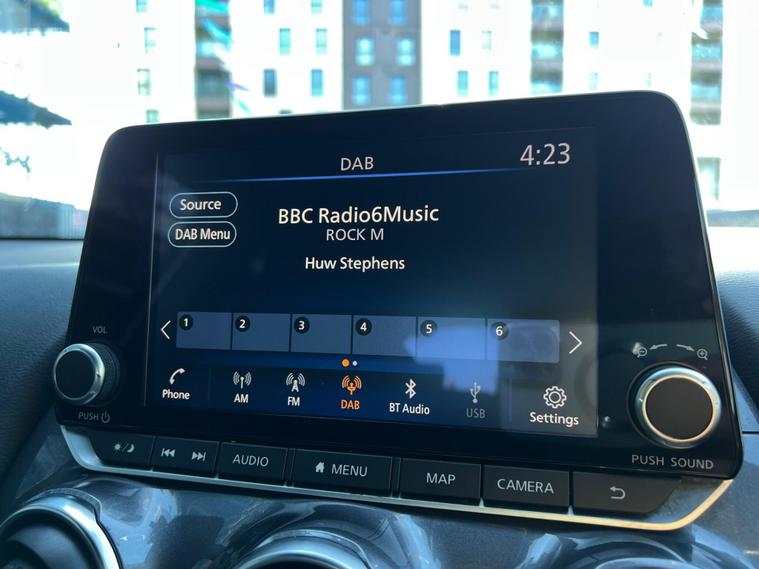 DAB
4:23
Source
DAB Menu
BBC Radio6Music
ROCK M
Huw Stephens
1 2 3 4 5 6
VOL
PUSH
Phone
AM
FM
DAB
BT Audio
USB
Settings
PUSH SOUND
AUDIO
MENU
MAP
CAMERA